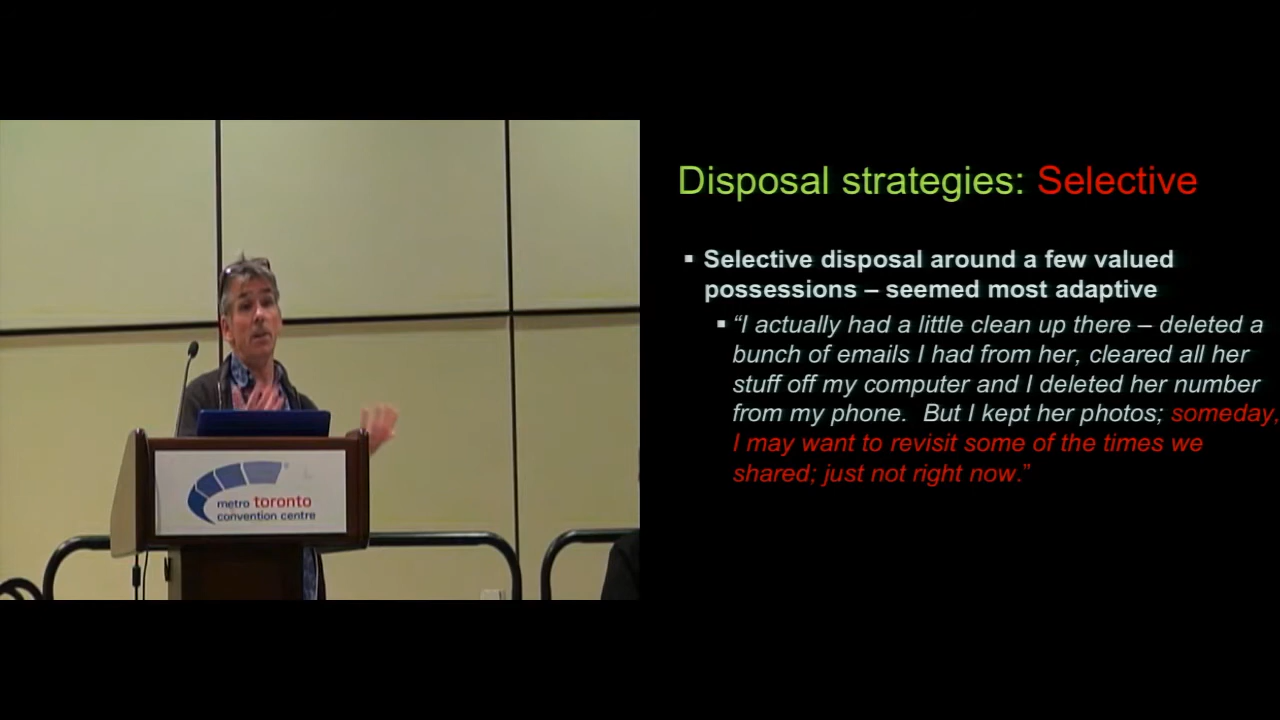 Disposal strategies: Selective
▪ Selective disposal around a few valued
possessions – seemed most adaptive
▪ “I actually had a little clean up there – deleted a
bunch of emails I had from her, cleared all her
stuff off my computer and I deleted her number
from my phone.  But I kept her photos; someday,
I may want to revisit some of the times we
shared; just not right now.”
metro toronto
convention centre